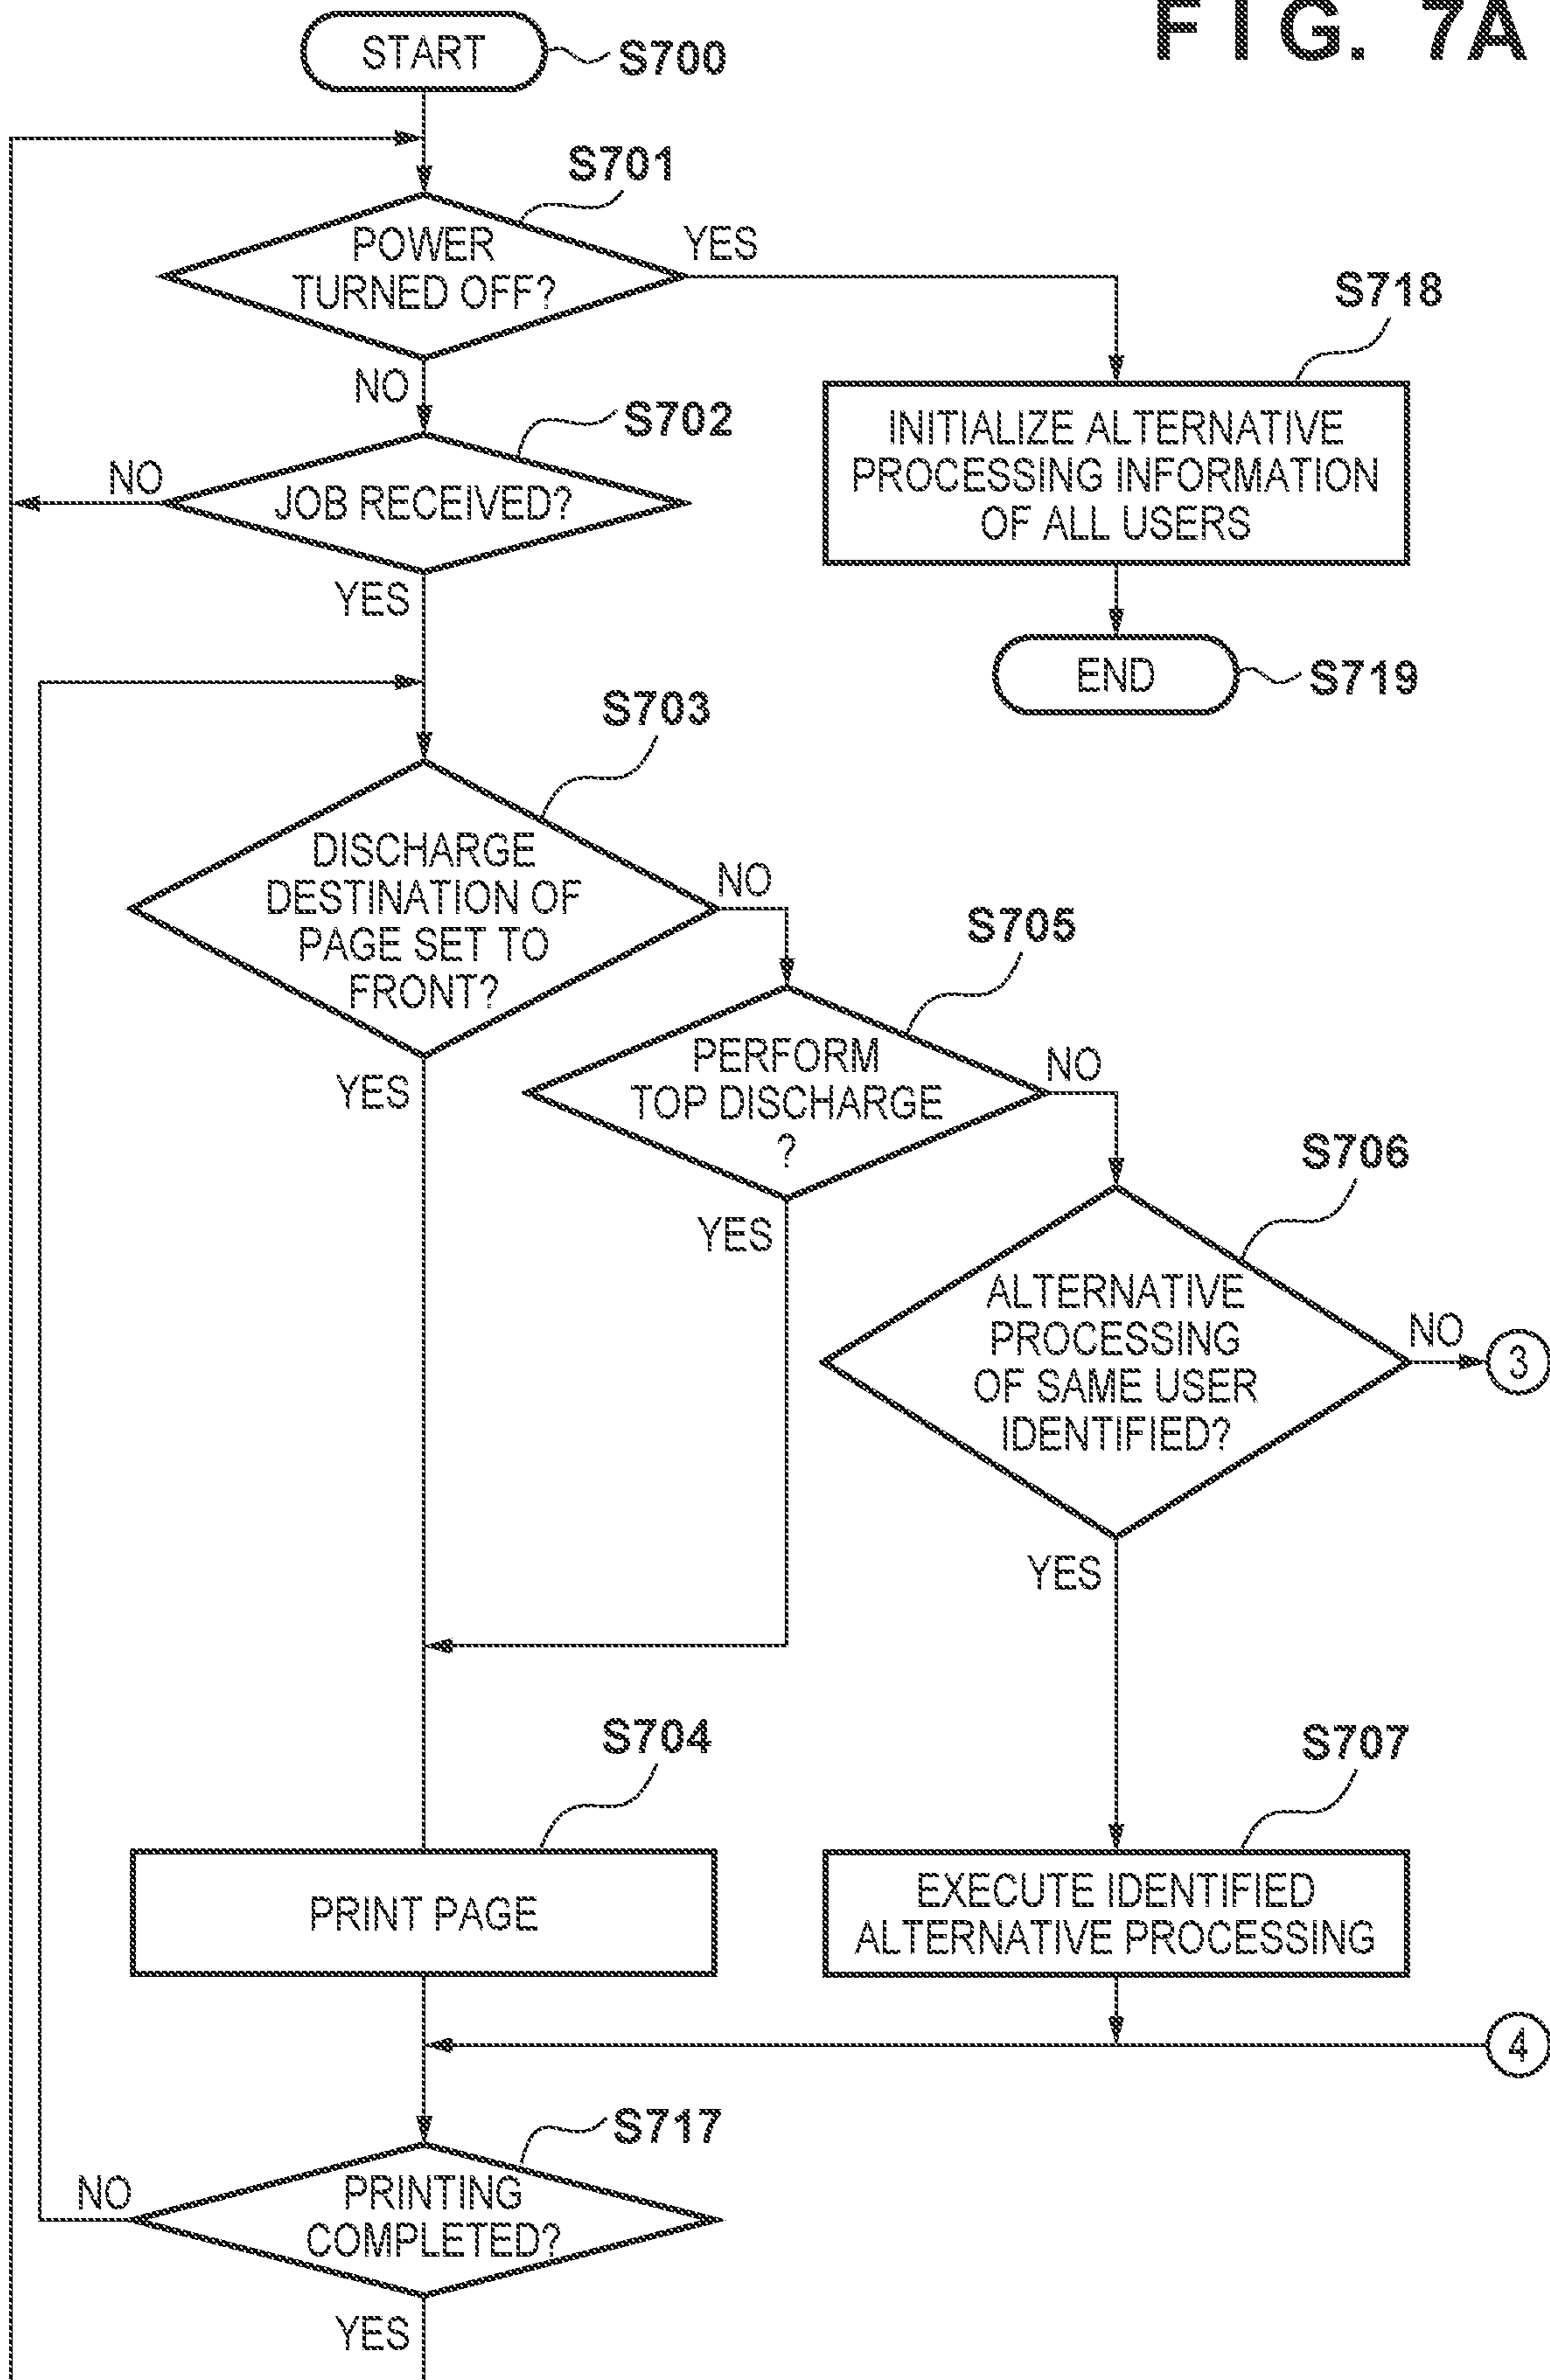 FIG. 7A
START
S700
S701
POWER
TURNED OFF?
YES
NO
S718
INITIALIZE ALTERNATIVE
PROCESSING INFORMATION
OF ALL USERS
S702
JOB RECEIVED?
NO
YES
END
S719
S703
DISCHARGE
DESTINATION OF
PAGE SET TO
FRONT?
NO
YES
S705
PERFORM
TOP DISCHARGE
?
NO
YES
S706
ALTERNATIVE
PROCESSING
OF SAME USER
IDENTIFIED?
NO
3
YES
S704
PRINT PAGE
S707
EXECUTE IDENTIFIED
ALTERNATIVE PROCESSING
4
S717
PRINTING
COMPLETED?
NO
YES